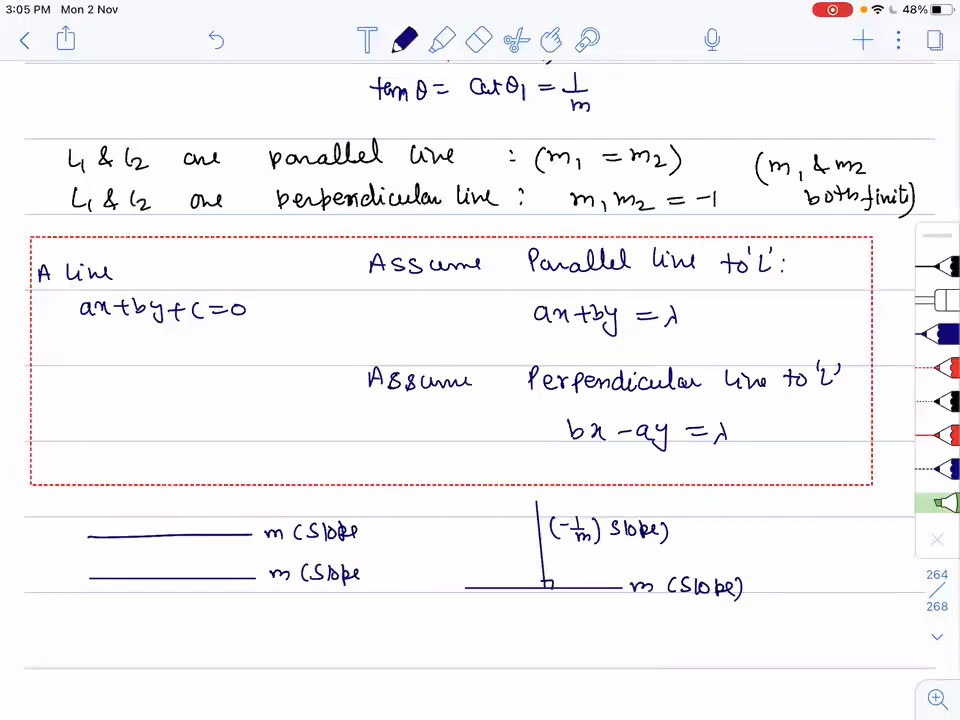 3:05 PM Mon 2 Nov 48%
tan θ = Cot θ1 = 1/m
L1 & L2 are parallel line : (m1 = m2) (m1 & m2
L1 & L2 are perpendicular line : m1 m2 = -1 both finite)
A line Assume Parallel line to 'L' :
ax+by+c=0 ax+by = λ
Assume Perpendicular line to 'L'
bx - ay = λ
m (Slope (-1/m) Slope)
m (Slope m (Slope)
264
268